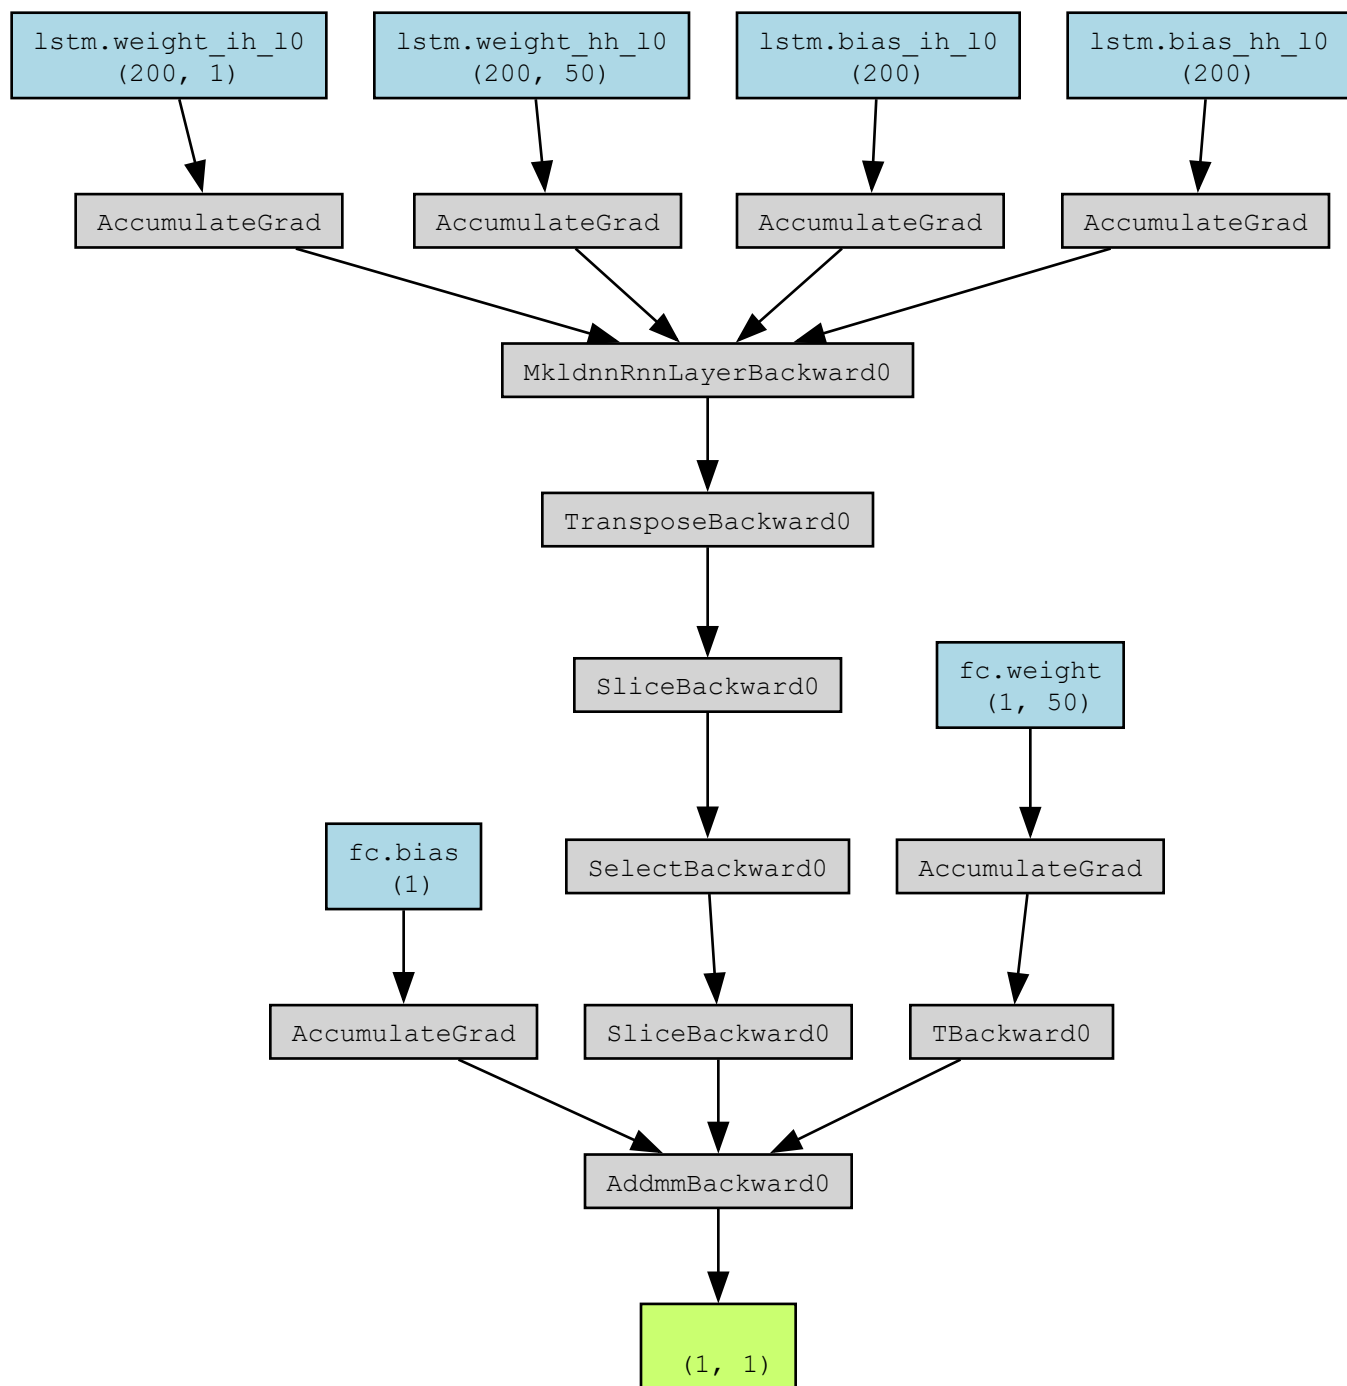 lstm.weight_ih_l0
(200, 1)
lstm.weight_hh_l0
(200, 50)
lstm.bias_ih_l0
(200)
lstm.bias_hh_l0
(200)
AccumulateGrad
AccumulateGrad
AccumulateGrad
AccumulateGrad
MkldnnRnnLayerBackward0
TransposeBackward0
SliceBackward0
fc.weight
(1, 50)
fc.bias
(1)
SelectBackward0
AccumulateGrad
AccumulateGrad
SliceBackward0
TBackward0
AddmmBackward0
(1, 1)